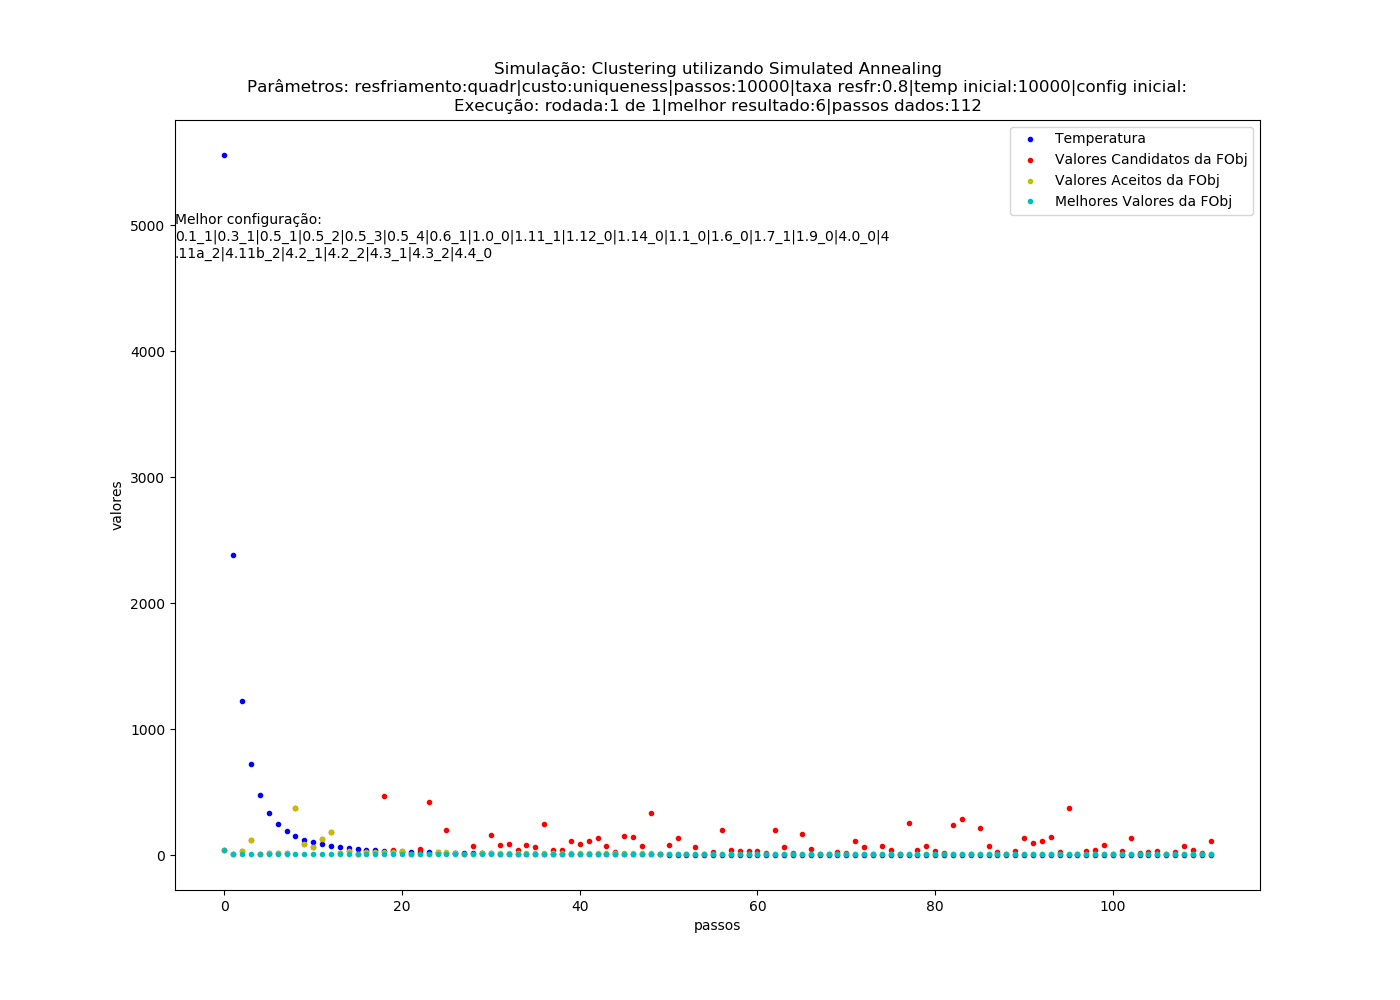 Simulação: Clustering utilizando Simulated Annealing
Parâmetros: resfriamento:quadr|custo:uniqueness|passos:10000|taxa resfr:0.8|temp inicial:10000|config inicial:
Execução: rodada:1 de 1|melhor resultado:6|passos dados:112
Temperatura
Valores Candidatos da FObj
Valores Aceitos da FObj
Melhores Valores da FObj
Melhor configuração:
0.1_1|0.3_1|0.5_1|0.5_2|0.5_3|0.5_4|0.6_1|1.0_0|1.11_1|1.12_0|1.14_0|1.1_0|1.6_0|1.7_1|1.9_0|4.0_0|4
.11a_2|4.11b_2|4.2_1|4.2_2|4.3_1|4.3_2|4.4_0
5000
4000
3000
2000
1000
0
valores
0
20
40
60
80
100
passos